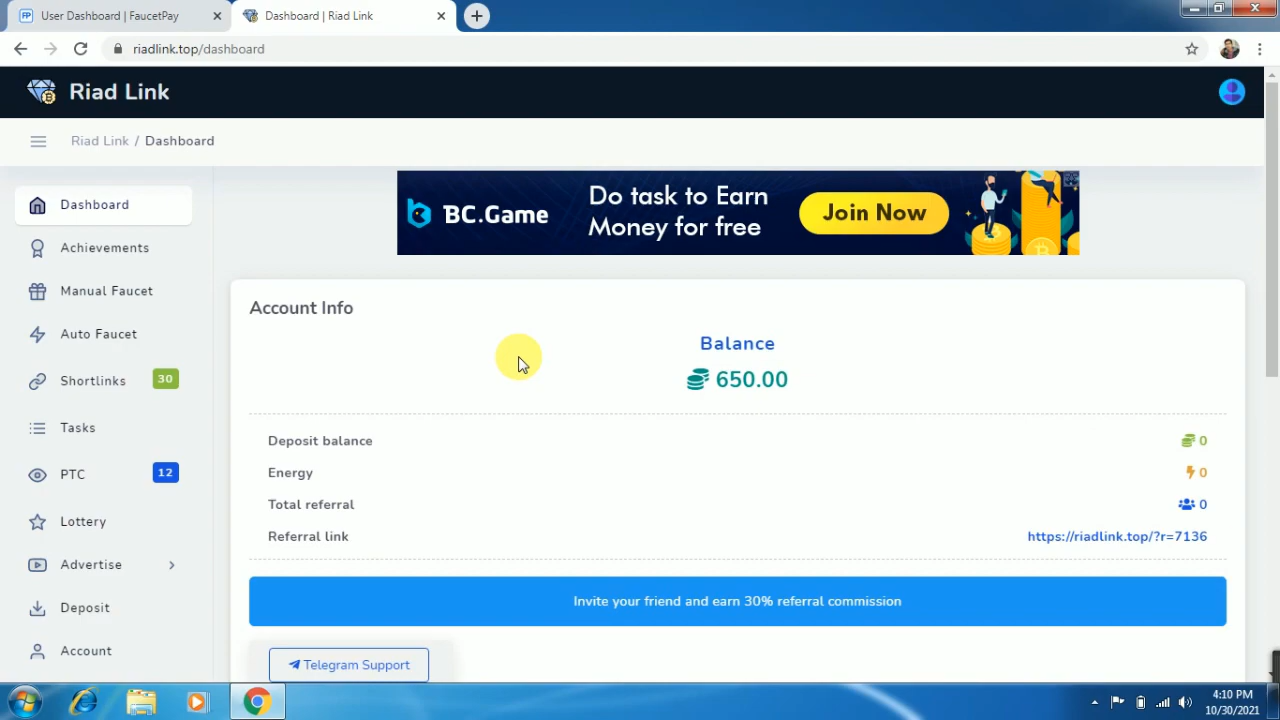 User Dashboard | FaucetPay
Dashboard | Riad Link
riadlink.top/dashboard
Riad Link
Riad Link / Dashboard
Dashboard
Achievements
Manual Faucet
Auto Faucet
Shortlinks 30
Tasks
PTC 12
Lottery
Advertise
Deposit
Account
BC.Game
Do task to Earn
Money for free
Join Now
Account Info
Balance
650.00
Deposit balance 0
Energy 0
Total referral 0
Referral link https://riadlink.top/?r=7136
Invite your friend and earn 30% referral commission
Telegram Support
4:10 PM
10/30/2021